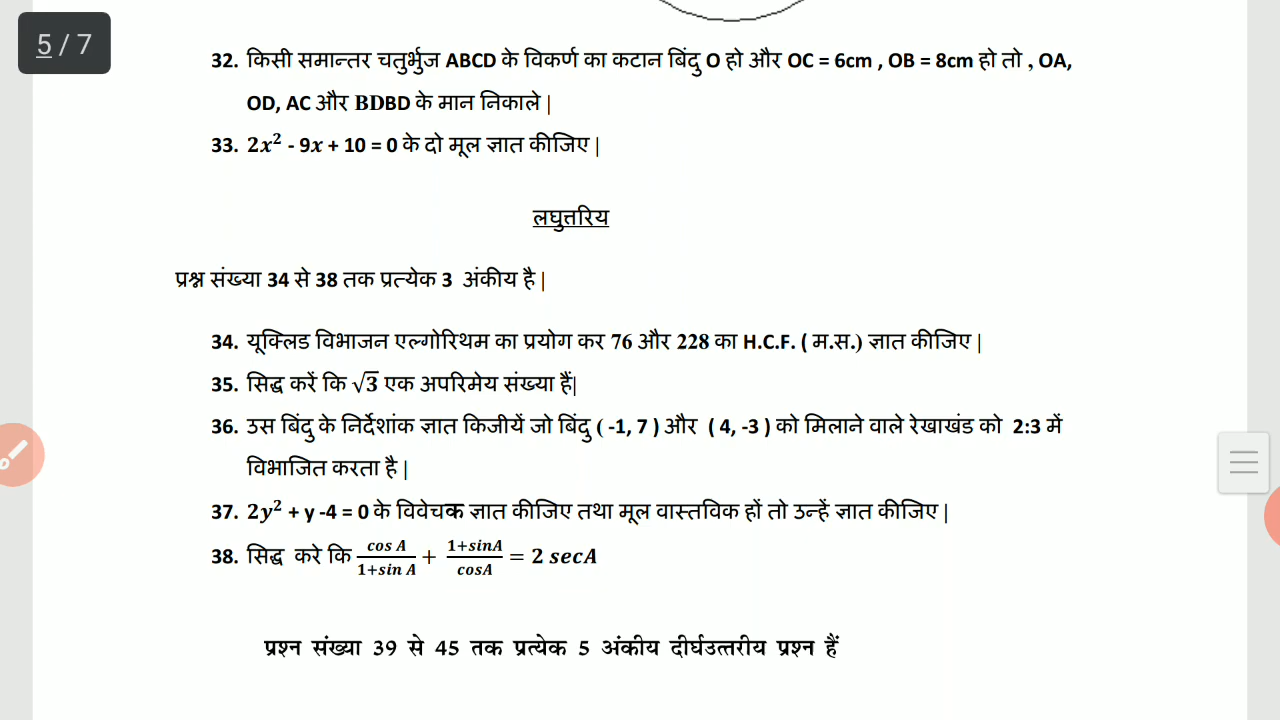 5 / 7
32. किसी समान्तर चतुर्भुज ABCD के विकर्ण का कटान बिंदु O हो और OC = 6cm , OB = 8cm हो तो , OA,
OD, AC और BDBD के मान निकाले |
33. 2x² - 9x + 10 = 0 के दो मूल ज्ञात कीजिए |
लघुत्तरिय
प्रश्न संख्या 34 से 38 तक प्रत्येक 3 अंकीय है |
34. यूक्लिड विभाजन एल्गोरिथम का प्रयोग कर 76 और 228 का H.C.F. ( म.स.) ज्ञात कीजिए |
35. सिद्ध करें कि √3 एक अपरिमेय संख्या हैं|
36. उस बिंदु के निर्देशांक ज्ञात किजीयें जो बिंदु ( -1, 7 ) और ( 4, -3 ) को मिलाने वाले रेखाखंड को 2:3 में
विभाजित करता है |
37. 2y² + y -4 = 0 के विवेचक ज्ञात कीजिए तथा मूल वास्तविक हों तो उन्हें ज्ञात कीजिए |
38. सिद्ध करे कि cos A/1+sin A + 1+sinA/cosA = 2 secA
प्रश्न संख्या 39 से 45 तक प्रत्येक 5 अंकीय दीर्घउत्तरीय प्रश्न हैं